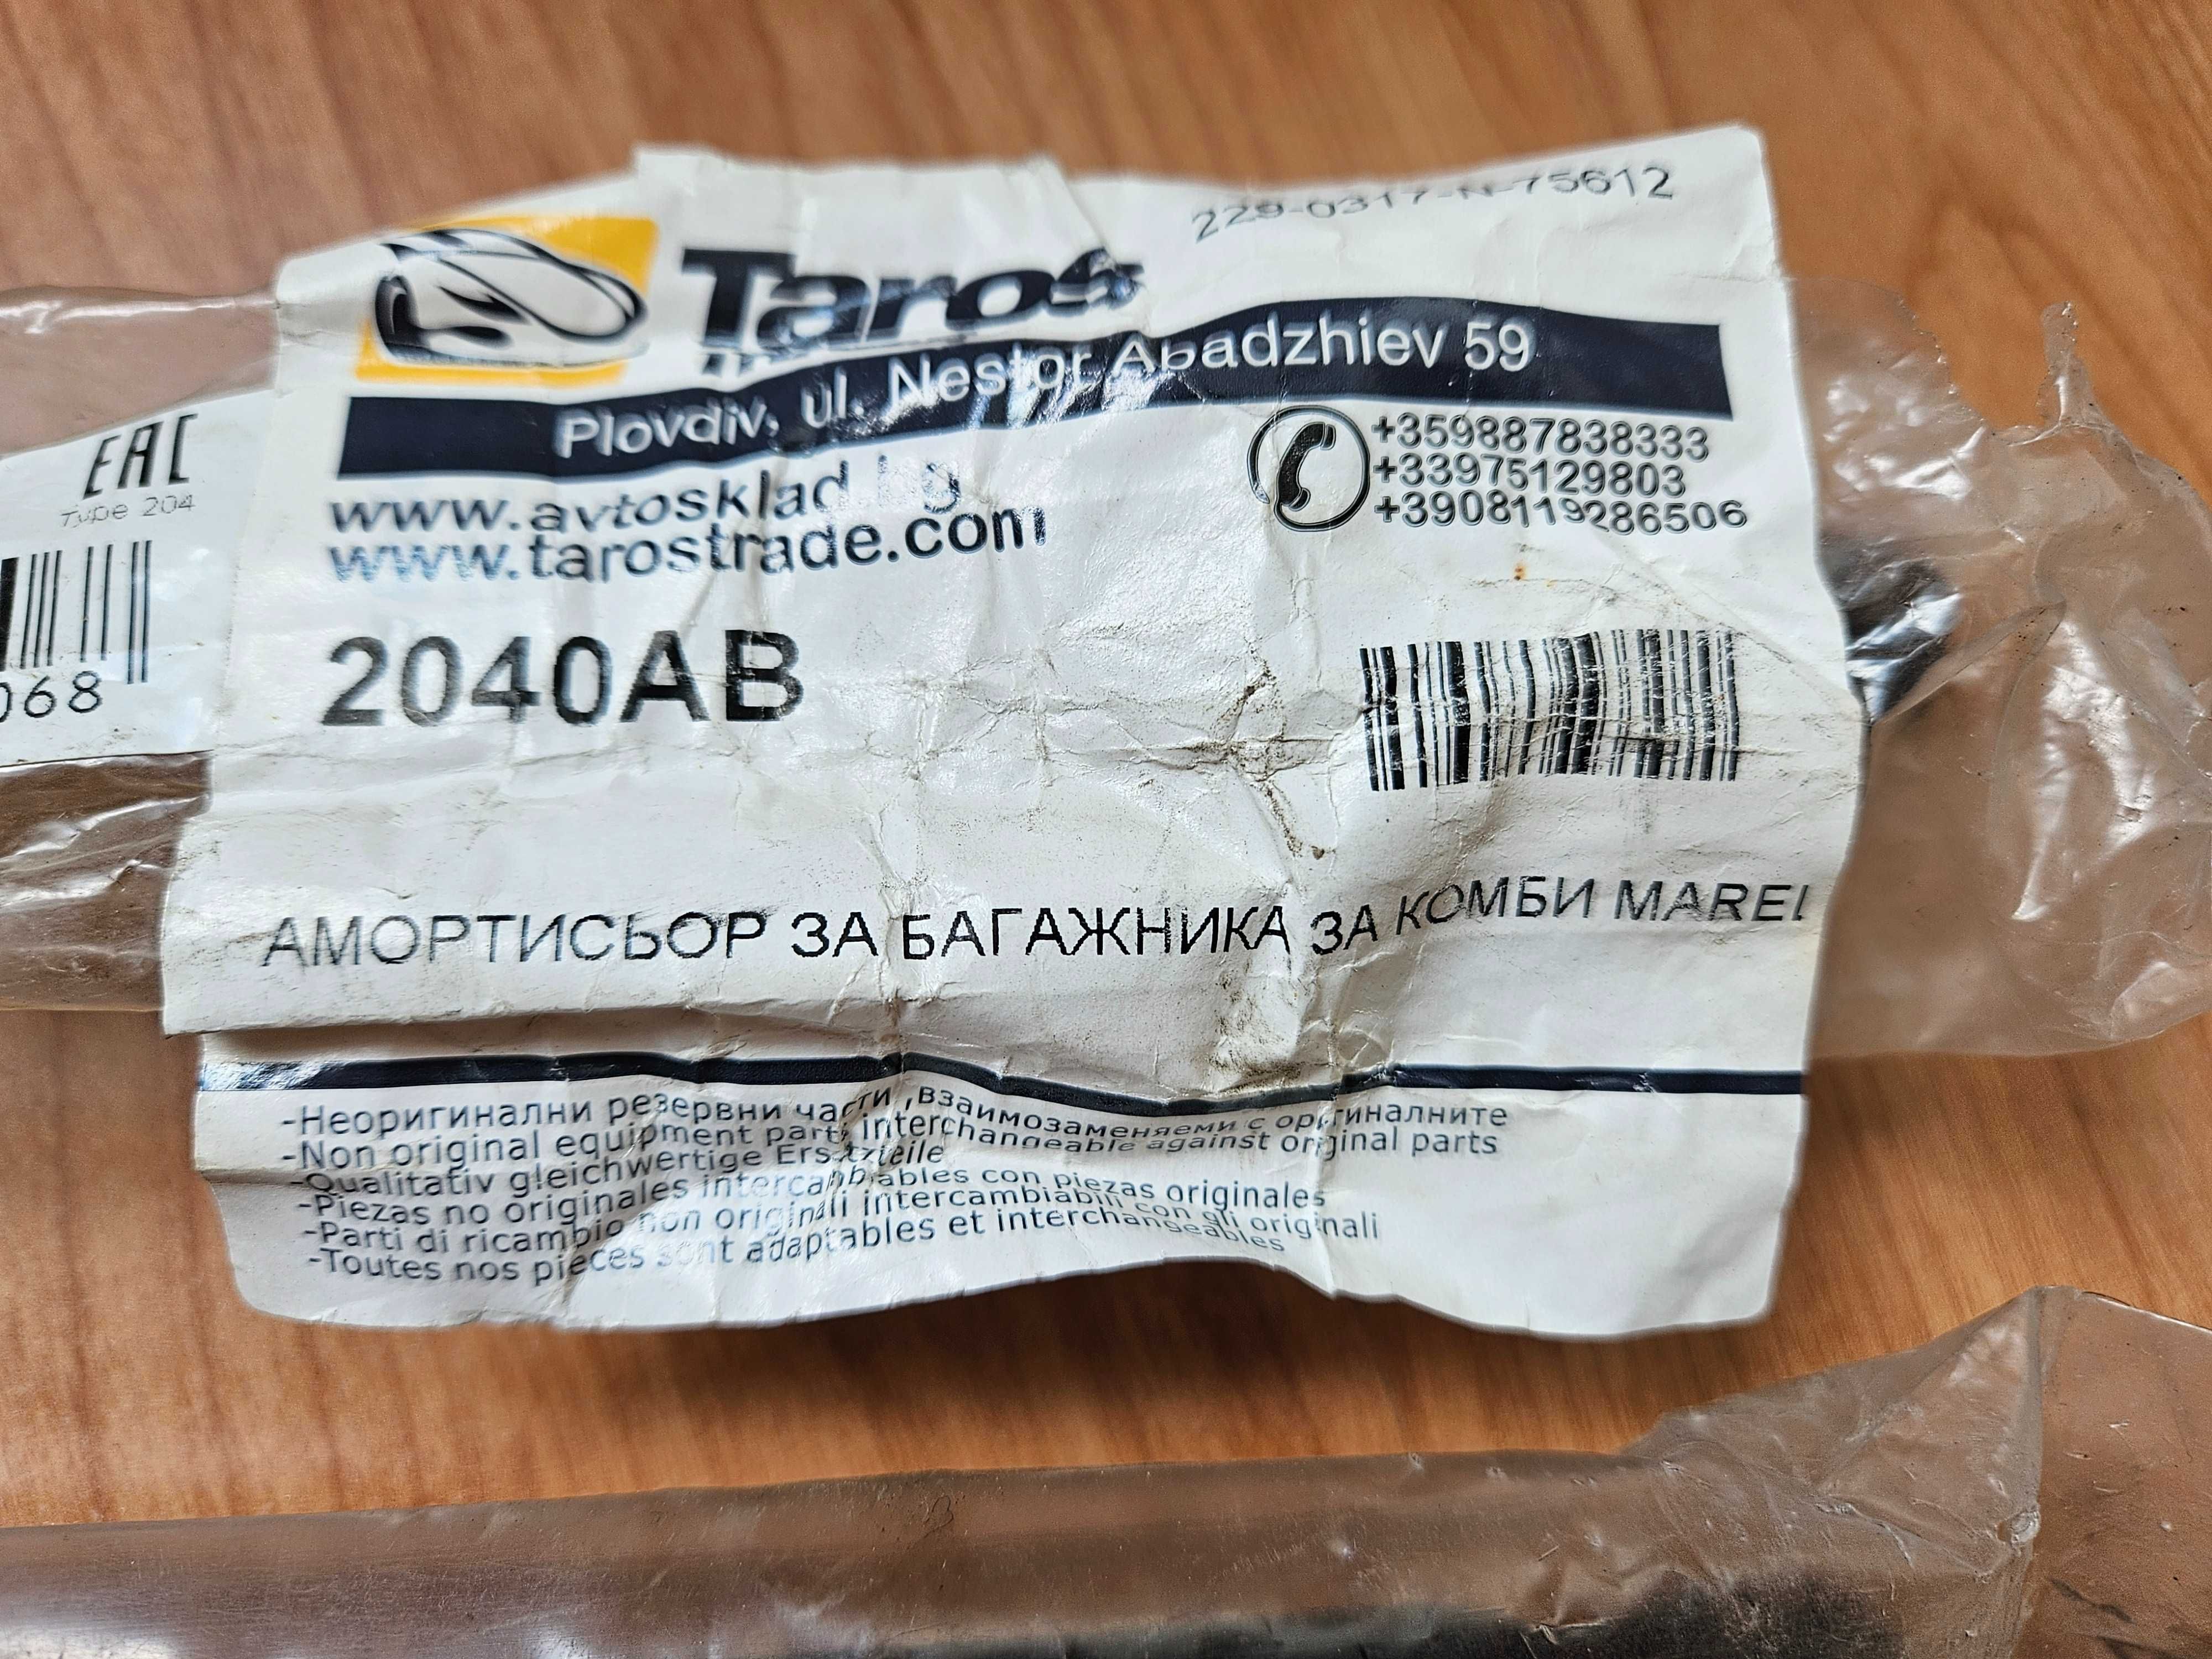 229-0317-N-75612
Taros
Plovdiv, ul. Nestor Abadzhiev 59
+359887838333
+33975129803
+3908119286506
www.avtosklad.bg
www.tarostrade.com
EAC
Type 204
068
2040AB
АМОРТИСЬОР ЗА БАГАЖНИКА ЗА КОМБИ MAREL
-Неоригинални резервни части ,взаимозаменяеми с оригиналните
-Non original equipment parts interchangeable against original parts
-Qualitativ gleichwertige Ersatzteile
-Piezas no originales intercambiables con piezas originales
-Parti di ricambio non originali intercambiabili con gli originali
-Toutes nos pièces sont adaptables et interchangeables